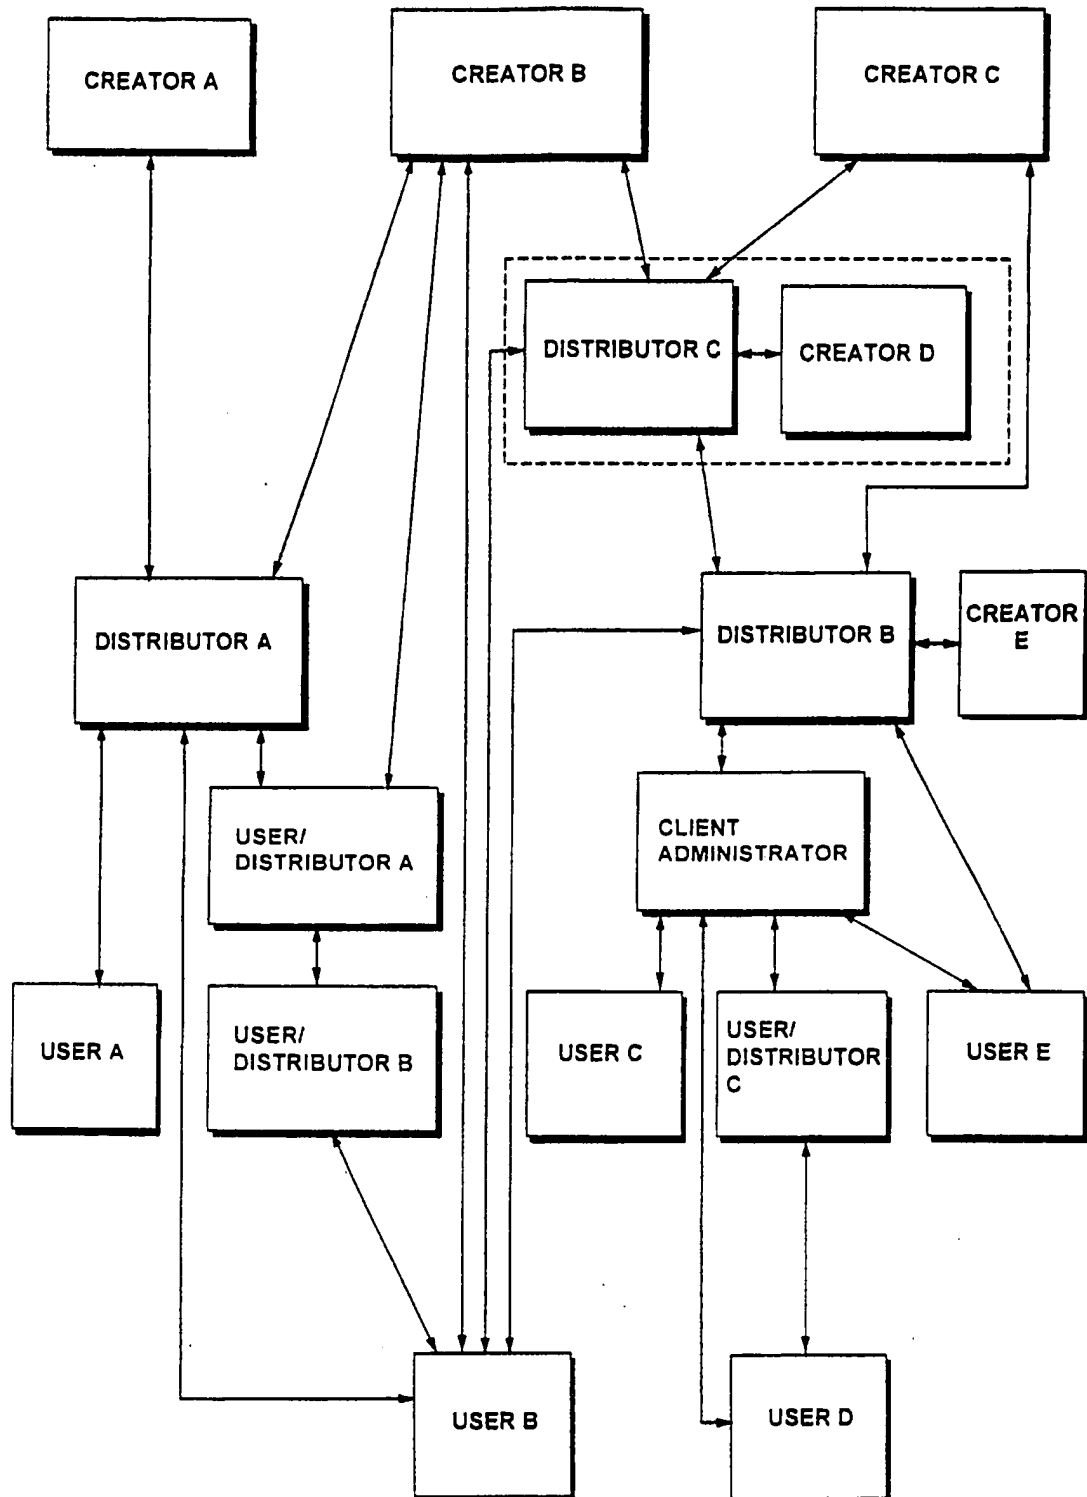 CREATOR A
CREATOR B
CREATOR C
DISTRIBUTOR C
CREATOR D
DISTRIBUTOR A
DISTRIBUTOR B
CREATOR
E
USER/
DISTRIBUTOR A
CLIENT
ADMINISTRATOR
USER A
USER/
DISTRIBUTOR B
USER C
USER/
DISTRIBUTOR
C
USER E
USER B
USER D